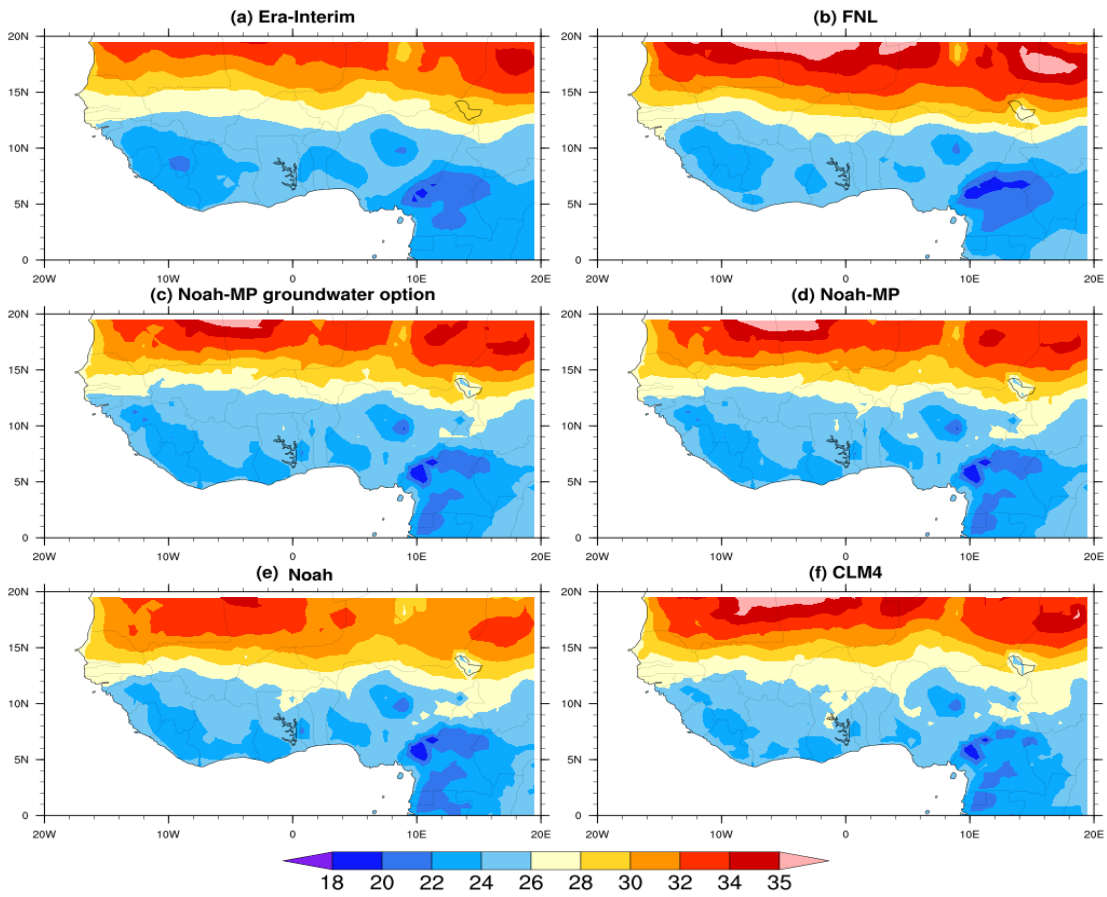 (a) Era-Interim
(b) FNL
20N
15N
10N
5N
0
20W 10W 0 10E 20E
20N
15N
10N
5N
0
20W 10W 0 10E 20E
(c) Noah-MP groundwater option
(d) Noah-MP
20N
15N
10N
5N
0
20W 10W 0 10E 20E
20N
15N
10N
5N
0
20W 10W 0 10E 20E
(e) Noah
(f) CLM4
20N
15N
10N
5N
0
20W 10W 0 10E 20E
20N
15N
10N
5N
0
20W 10W 0 10E 20E
18 20 22 24 26 28 30 32 34 35